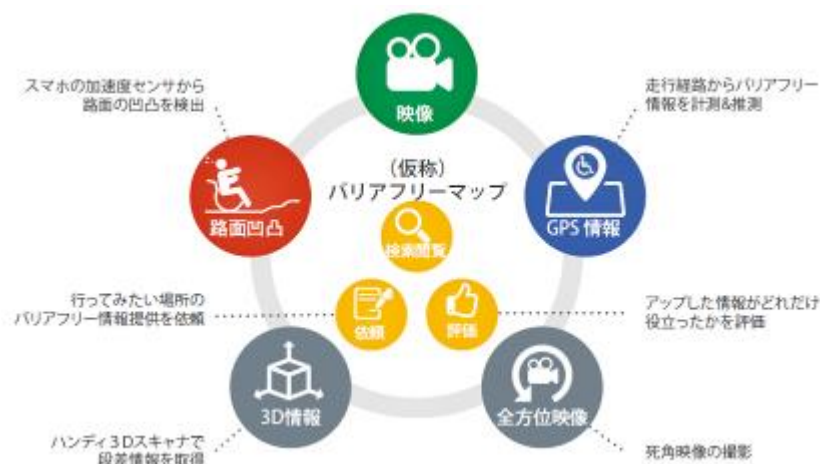 映像
スマホの加速度センサから
路面の凹凸を検出
走行経路からバリアフリー
情報を計測&推測
(仮称)
バリアフリーマップ
路面凹凸
GPS 情報
検索閲覧
行ってみたい場所の
バリアフリー情報提供を依頼
依頼
評価
アップした情報がどれだけ
役立ったかを評価
3D情報
全方位映像
ハンディ3Dスキャナで
段差情報を取得
死角映像の撮影